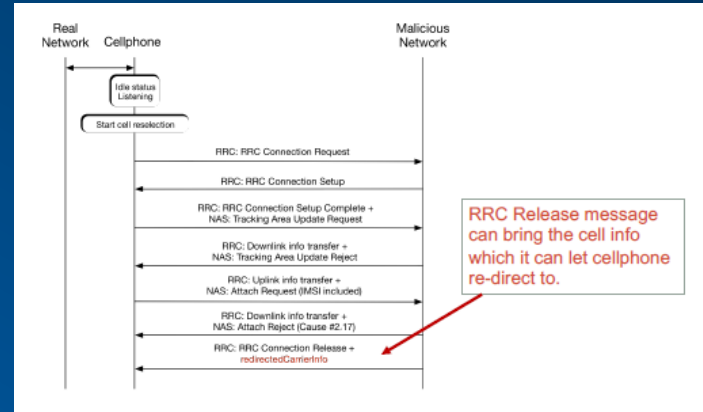 Real
Network
Cellphone
Malicious
Network
Idle status
Listening
Start cell reselection
RRC: RRC Connection Request
RRC: RRC Connection Setup
RRC: RRC Connection Setup Complete +
NAS: Tracking Area Update Request
RRC: Downlink info transfer +
NAS: Tracking Area Update Reject
RRC: Uplink info transfer +
NAS: Attach Request (IMSI included)
RRC: Downlink info transfer +
NAS: Attach Reject (Cause #2.17)
RRC: RRC Connection Release +
redirectedCarrierInfo
RRC Release message
can bring the cell info
which it can let cellphone
re-direct to.